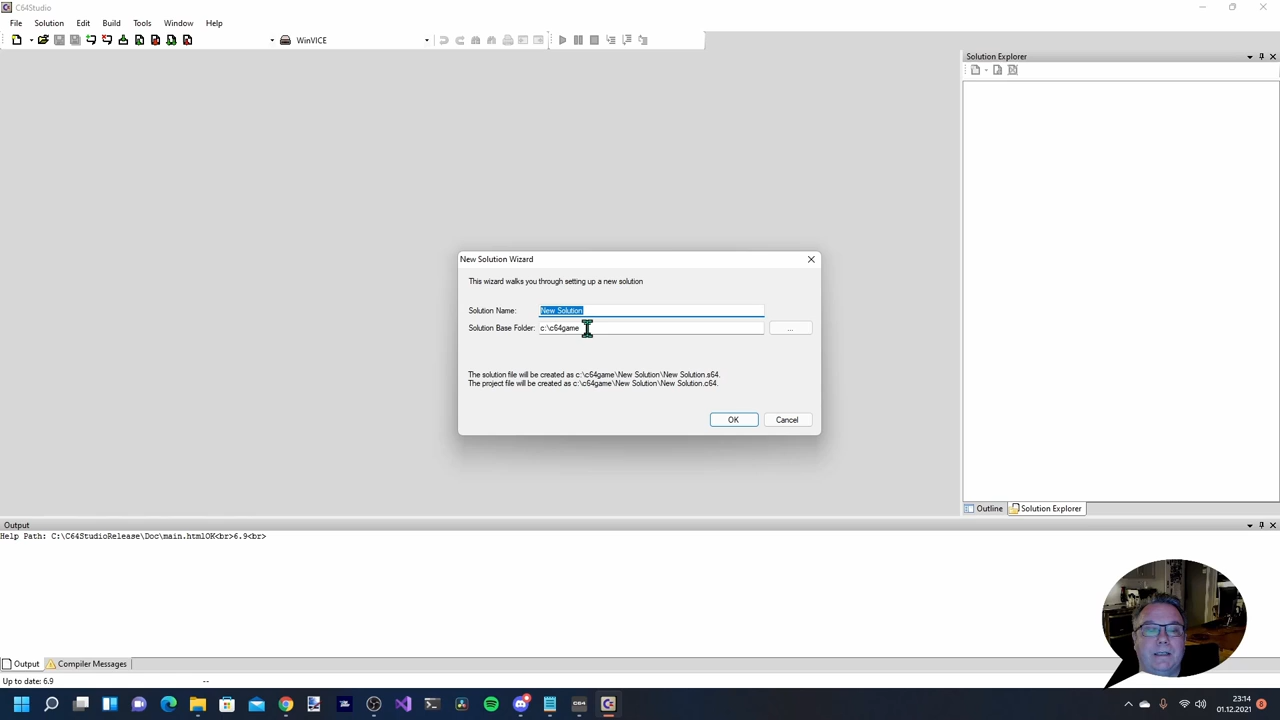 C64Studio
File Solution Edit Build Tools Window Help
WinVICE
Solution Explorer
New Solution Wizard
This wizard walks you through setting up a new solution
Solution Name: New Solution
Solution Base Folder: c:\c64game ...
The solution file will be created as c:\c64game\New Solution\New Solution.s64.
The project file will be created as c:\c64game\New Solution\New Solution.c64.
OK Cancel
Outline Solution Explorer
Output
Help Path: C:\C64StudioRelease\Doc\main.htmlOK<br>6.9<br>
Output Compiler Messages
Up to date: 6.9 --
C64
23:14
01.12.2021